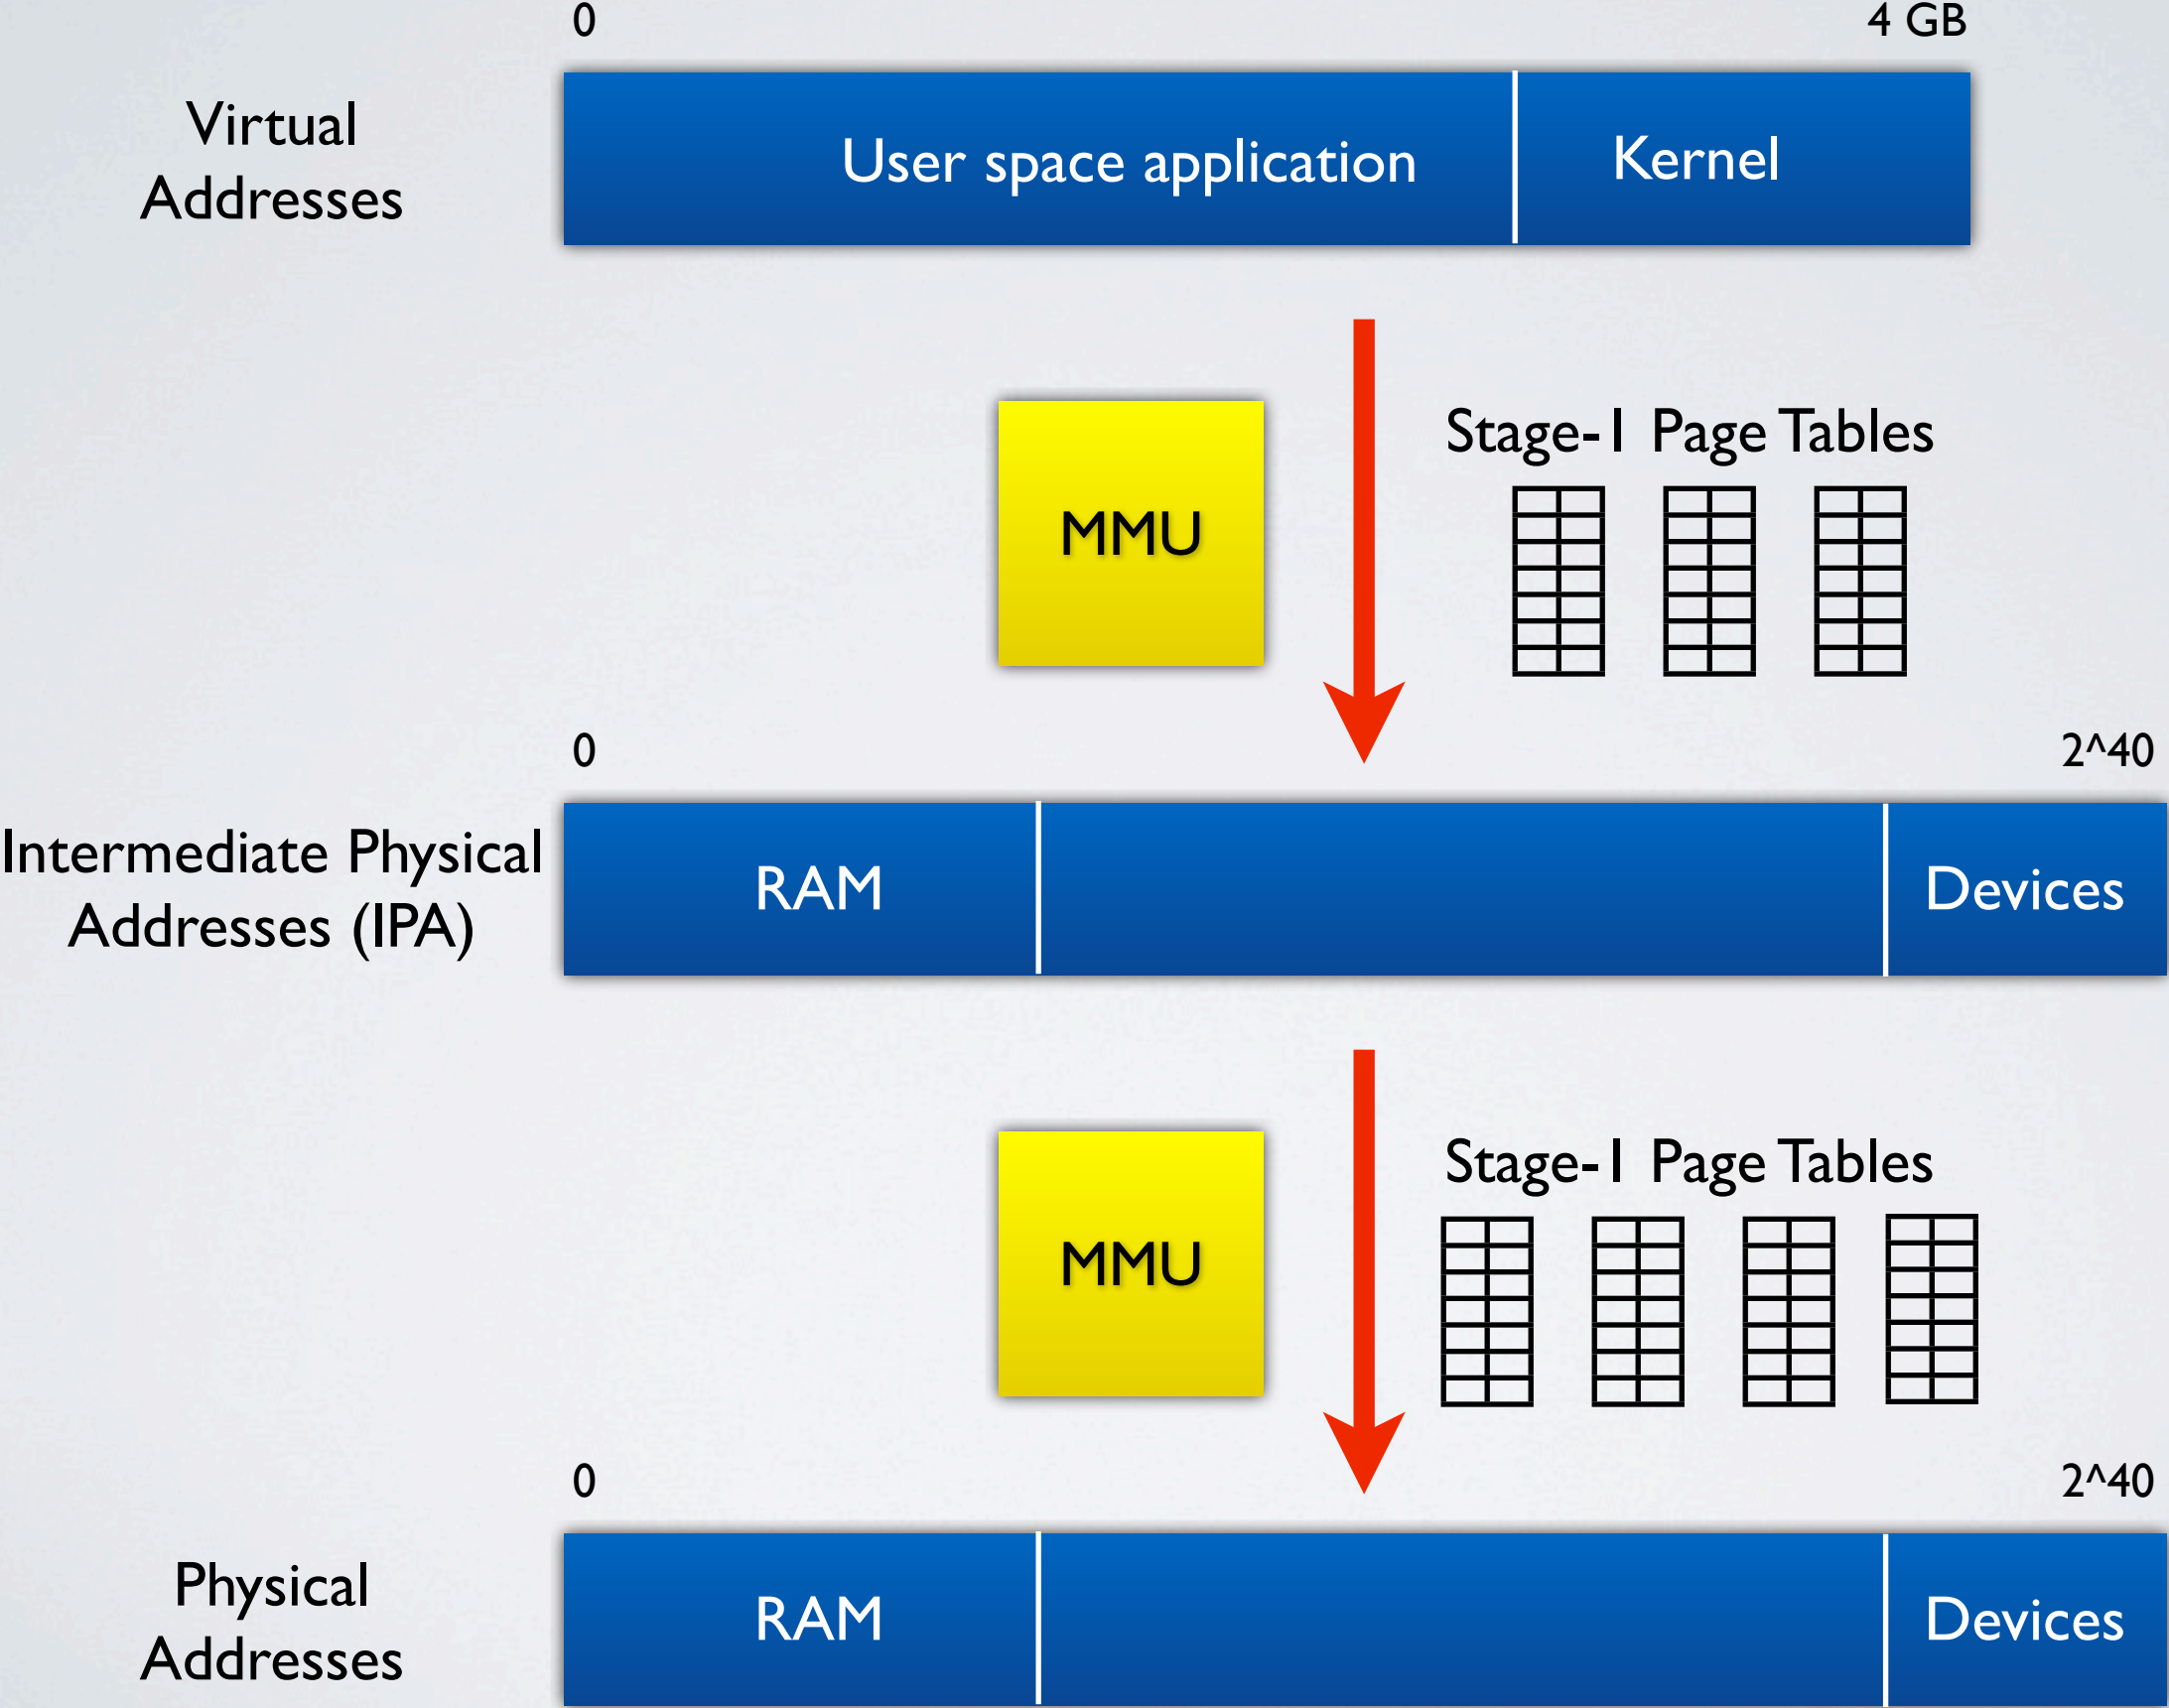 0
4 GB
Virtual
Addresses
User space application
Kernel
MMU
Stage-1 Page Tables
0
2^40
Intermediate Physical
Addresses (IPA)
RAM
Devices
MMU
Stage-1 Page Tables
0
2^40
Physical
Addresses
RAM
Devices